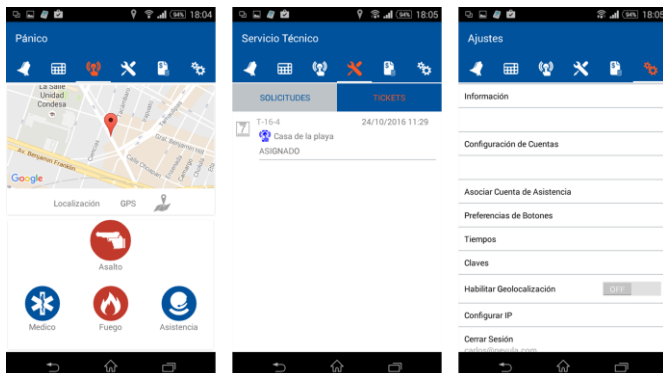 94% 18:04
Pánico
La Salle
Unidad
Condesa
Tacámbaro
Av. Benjamin Franklin
Google
Localización GPS
Asalto
Medico Fuego Asistencia
94% 18:05
Servicio Técnico
SOLICITUDES TICKETS
T-16-4 24/10/2016 11:29
Casa de la playa
ASIGNADO
94% 18:05
Ajustes
Información
Configuración de Cuentas
Asociar Cuenta de Asistencia
Preferencias de Botones
Tiempos
Claves
Habilitar Geolocalización OFF
Configurar IP
Cerrar Sesión